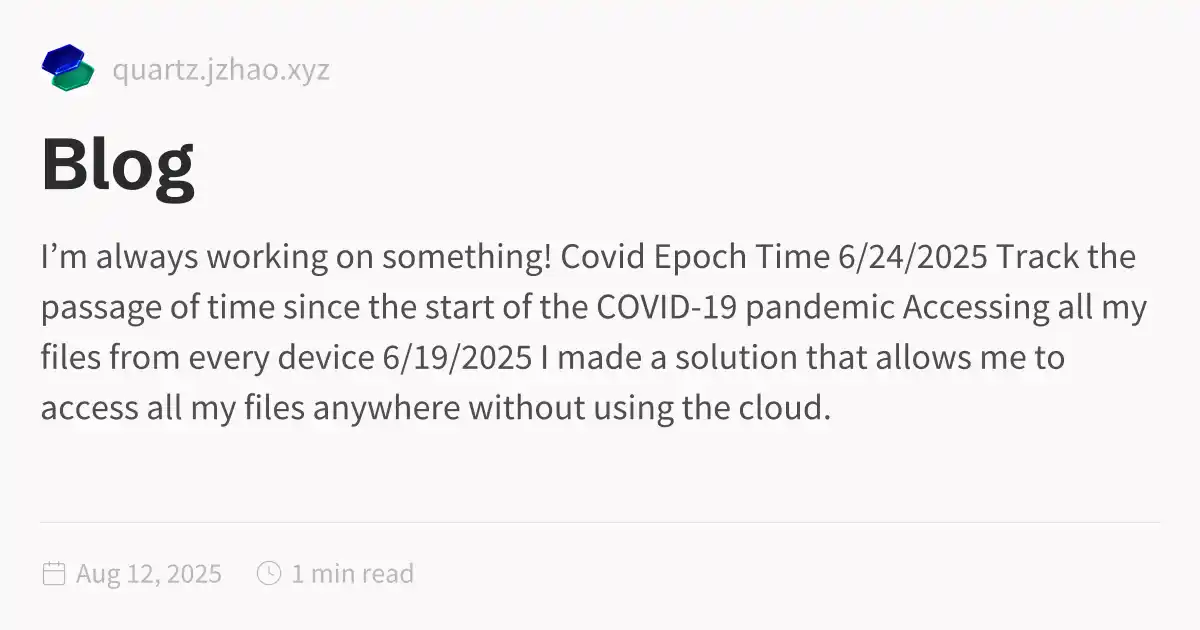 quartz.jzhao.xyz
Blog
I’m always working on something! Covid Epoch Time 6/24/2025 Track the
passage of time since the start of the COVID-19 pandemic Accessing all my
files from every device 6/19/2025 I made a solution that allows me to
access all my files anywhere without using the cloud.
Aug 12, 2025 1 min read